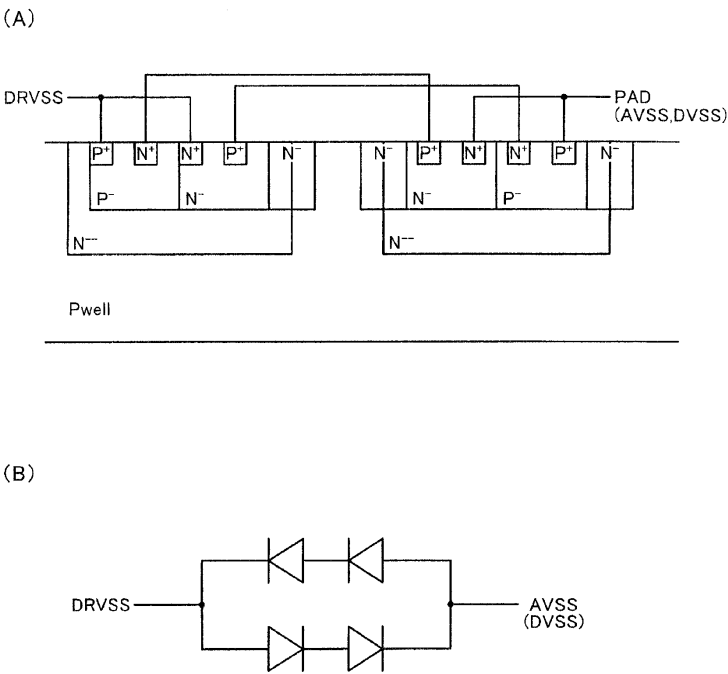 (A)
DRVSS
PAD
(AVSS,DVSS)
P+ N+ N+ P+ N- N- P+ N+ N+ P+ N-
P- N- N- P-
N-- N--
Pwell
(B)
DRVSS AVSS
(DVSS)